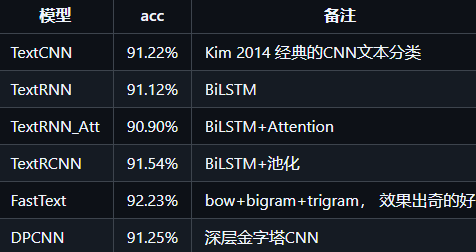 模型 acc 备注
TextCNN 91.22% Kim 2014 经典的CNN文本分类
TextRNN 91.12% BiLSTM
TextRNN_Att 90.90% BiLSTM+Attention
TextRCNN 91.54% BiLSTM+池化
FastText 92.23% bow+bigram+trigram， 效果出奇的好
DPCNN 91.25% 深层金字塔CNN